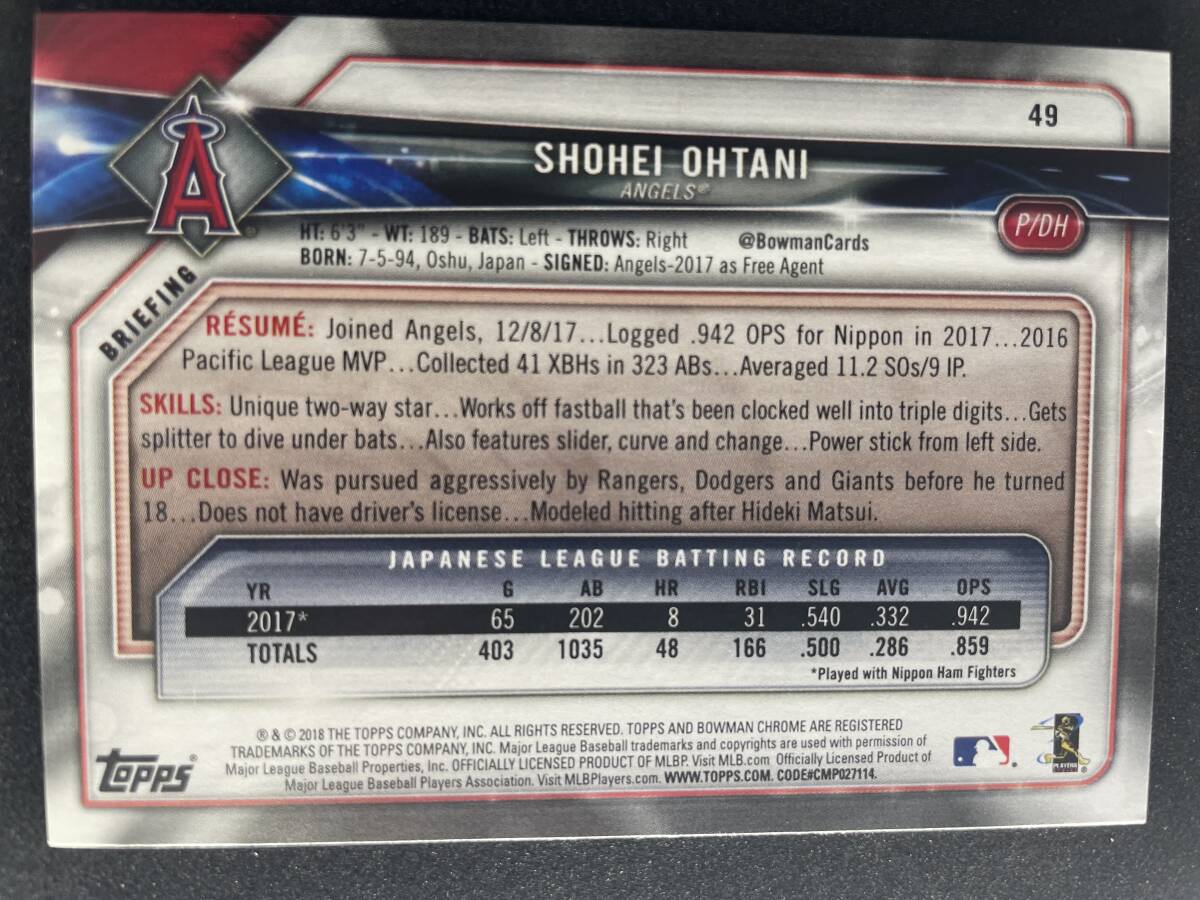 49
SHOHEI OHTANI
ANGELS®
A
P/DH
HT: 6'3" - WT: 189 - BATS: Left - THROWS: Right @BowmanCards
BORN: 7-5-94, Oshu, Japan - SIGNED: Angels-2017 as Free Agent
BRIEFING
RÉSUMÉ: Joined Angels, 12/8/17...Logged .942 OPS for Nippon in 2017...2016
Pacific League MVP...Collected 41 XBHs in 323 ABs...Averaged 11.2 SOs/9 IP.
SKILLS: Unique two-way star...Works off fastball that's been clocked well into triple digits...Gets
splitter to dive under bats...Also features slider, curve and change...Power stick from left side.
UP CLOSE: Was pursued aggressively by Rangers, Dodgers and Giants before he turned
18...Does not have driver's license...Modeled hitting after Hideki Matsui.
JAPANESE LEAGUE BATTING RECORD
YR G AB HR RBI SLG AVG OPS
2017* 65 202 8 31 .540 .332 .942
TOTALS 403 1035 48 166 .500 .286 .859
*Played with Nippon Ham Fighters
® & © 2018 THE TOPPS COMPANY, INC. ALL RIGHTS RESERVED. TOPPS AND BOWMAN CHROME ARE REGISTERED
TRADEMARKS OF THE TOPPS COMPANY, INC. Major League Baseball trademarks and copyrights are used with permission of
Major League Baseball Properties, Inc. OFFICIALLY LICENSED PRODUCT OF MLBP. Visit MLB.com Officially Licensed Product of
Major League Baseball Players Association. Visit MLBPlayers.com. WWW.TOPPS.COM. CODE#CMP027114.
topps®
PLAYERS